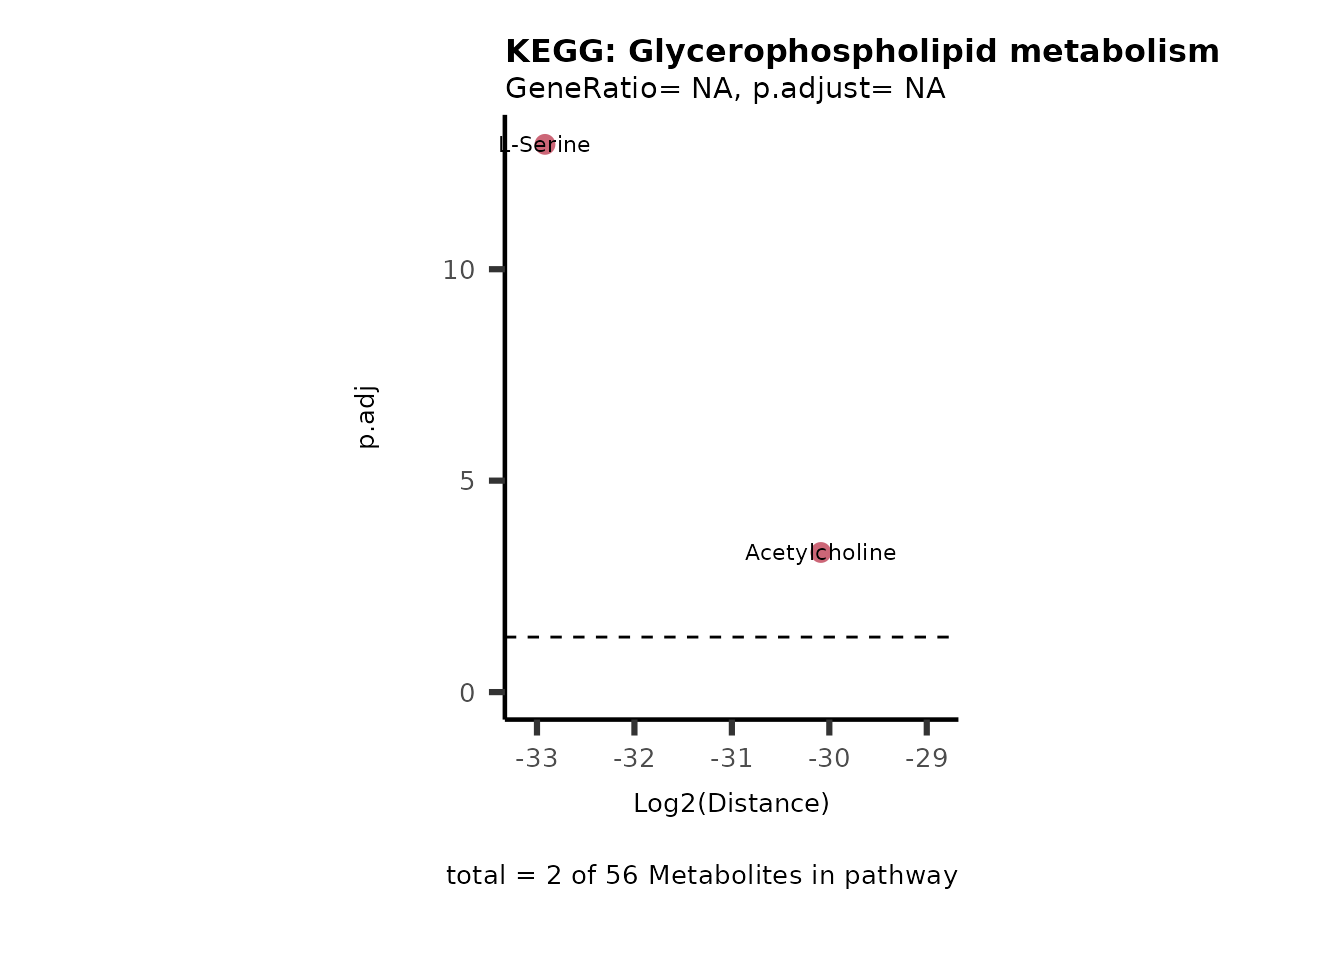 KEGG: Glycerophospholipid metabolism
GeneRatio= NA, p.adjust= NA
L-Serine
10
p.adj
5
Acetylcholine
0
-33 -32 -31 -30 -29
Log2(Distance)
total = 2 of 56 Metabolites in pathway